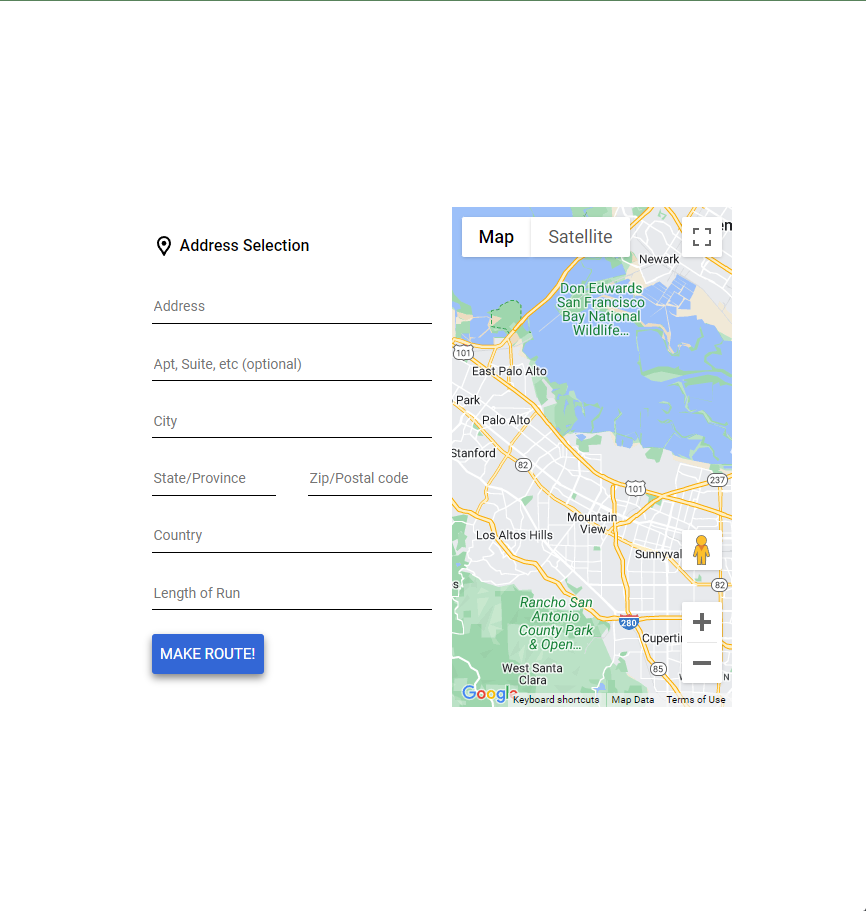 Address Selection
Address
Apt, Suite, etc (optional)
City
State/Province
Zip/Postal code
Country
Length of Run
MAKE ROUTE!
Map
Satellite
Newark
Don Edwards
San Francisco
Bay National
Wildlife...
101
East Palo Alto
Park
Palo Alto
Stanford
82
101
237
Mountain
View
Los Altos Hills
Sunnyval
82
Rancho San
Antonio
County Park
& Open...
280
Cupertin
West Santa
Clara
85
Google
Keyboard shortcuts
Map Data
Terms of Use